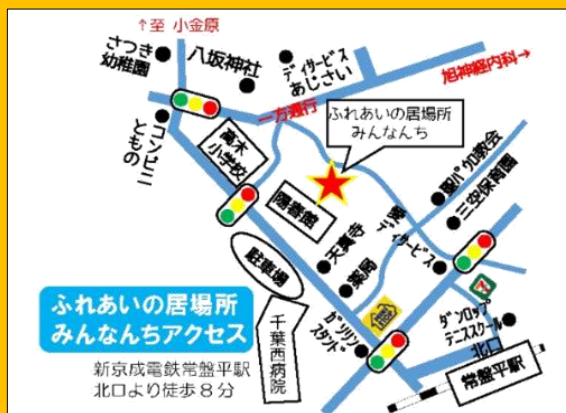 ↑至 小金原
さつき
幼稚園
八坂神社
デイサービス
あじさい
旭神経内科→
一方通行
ふれあいの居場所
みんなんち
コンビニ
ともの
高木
小学校
陽春館
聖パウロ教会
三空保育園
デイサービス
駐車場
ガソリン
スタンド
千葉西病院
7
ダンロップ
テニススクール
北口
常盤平駅
ふれあいの居場所
みんなんちアクセス
新京成電鉄常盤平駅
北口より徒歩８分